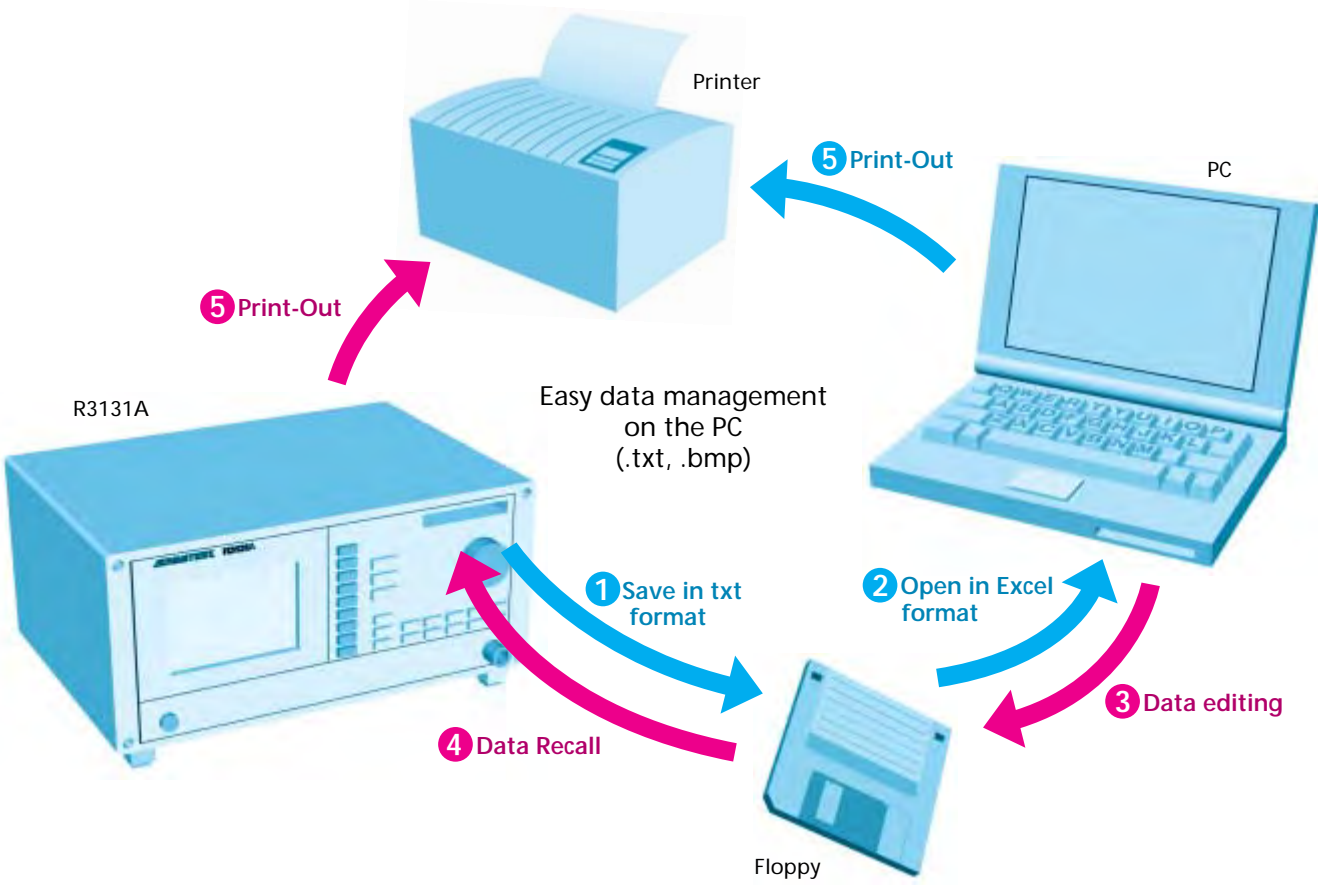 Printer
5 Print-Out
PC
5 Print-Out
R3131A
Easy data management
on the PC
(.txt, .bmp)
1 Save in txt
format
2 Open in Excel
format
3 Data editing
4 Data Recall
Floppy